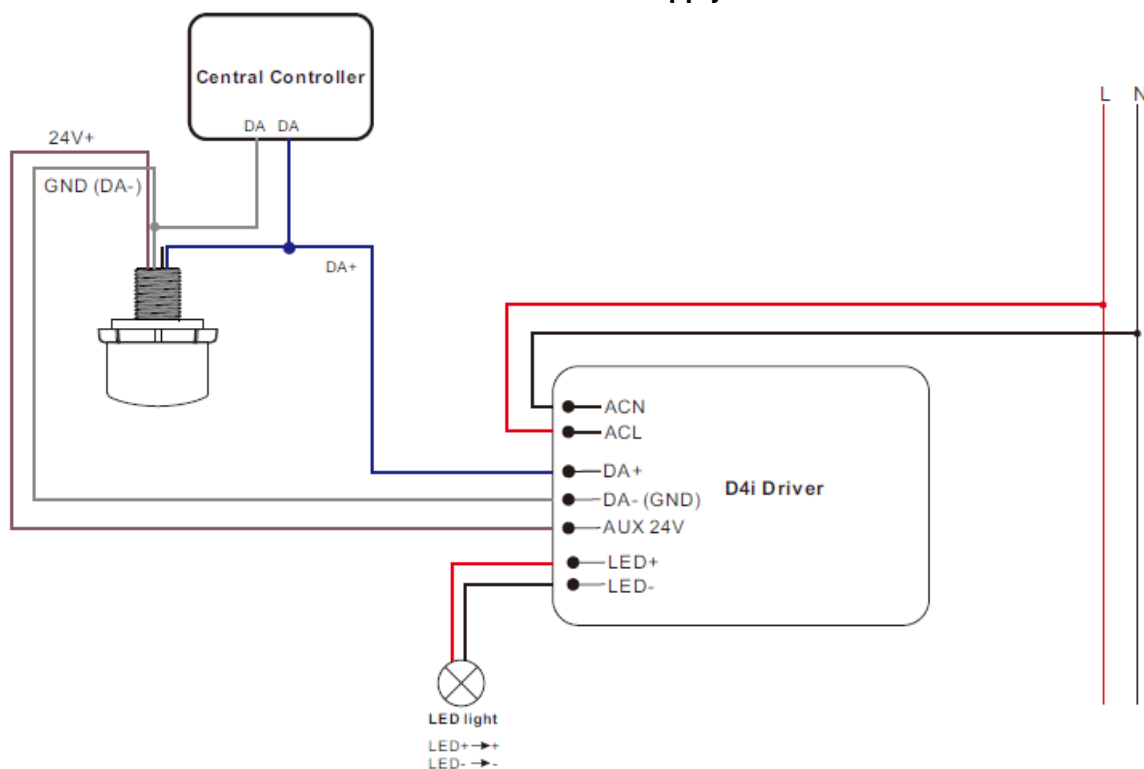 pply
Central Controller
DA DA
24V+
GND (DA-)
DA+
L N
ACN
ACL
DA+
DA- (GND)
AUX 24V
D4i Driver
LED+
LED-
LED light
LED+→+
LED-→-